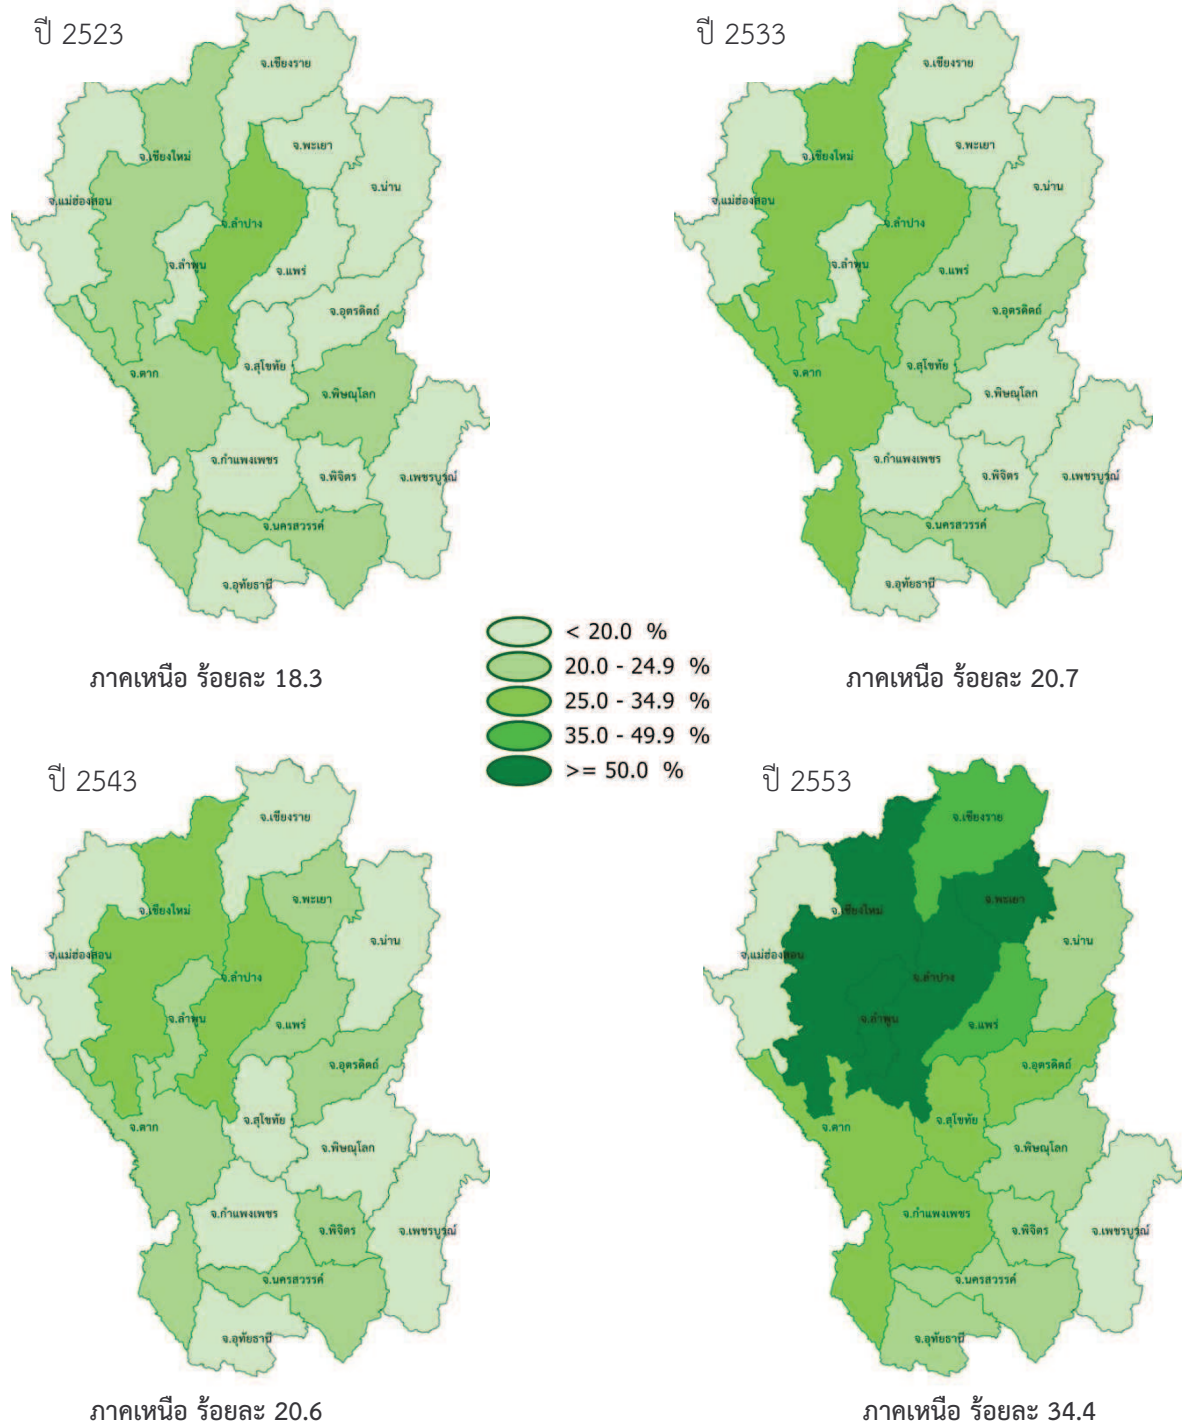 ปี 2523
จ.เชียงราย
จ.พะเยา
จ.เชียงใหม่
จ.น่าน
จ.แม่ฮ่องสอน
จ.ลำปาง
จ.ลำพูน
จ.แพร่
จ.อุตรดิตถ์
จ.สุโขทัย
จ.ตาก
จ.พิษณุโลก
จ.กำแพงเพชร
จ.พิจิตร
จ.เพชรบูรณ์
จ.นครสวรรค์
จ.อุทัยธานี
ภาคเหนือ ร้อยละ 18.3
ปี 2533
จ.เชียงราย
จ.พะเยา
จ.เชียงใหม่
จ.น่าน
จ.แม่ฮ่องสอน
จ.ลำปาง
จ.ลำพูน
จ.แพร่
จ.อุตรดิตถ์
จ.สุโขทัย
จ.ตาก
จ.พิษณุโลก
จ.กำแพงเพชร
จ.พิจิตร
จ.เพชรบูรณ์
จ.นครสวรรค์
จ.อุทัยธานี
ภาคเหนือ ร้อยละ 20.7
< 20.0 %
20.0 - 24.9 %
25.0 - 34.9 %
35.0 - 49.9 %
>= 50.0 %
ปี 2543
จ.เชียงราย
จ.พะเยา
จ.เชียงใหม่
จ.น่าน
จ.แม่ฮ่องสอน
จ.ลำปาง
จ.ลำพูน
จ.แพร่
จ.อุตรดิตถ์
จ.สุโขทัย
จ.ตาก
จ.พิษณุโลก
จ.กำแพงเพชร
จ.พิจิตร
จ.เพชรบูรณ์
จ.นครสวรรค์
จ.อุทัยธานี
ภาคเหนือ ร้อยละ 20.6
ปี 2553
จ.เชียงราย
จ.พะเยา
จ.เชียงใหม่
จ.น่าน
จ.แม่ฮ่องสอน
จ.ลำปาง
จ.ลำพูน
จ.แพร่
จ.อุตรดิตถ์
จ.สุโขทัย
จ.ตาก
จ.พิษณุโลก
จ.กำแพงเพชร
จ.พิจิตร
จ.เพชรบูรณ์
จ.นครสวรรค์
จ.อุทัยธานี
ภาคเหนือ ร้อยละ 34.4